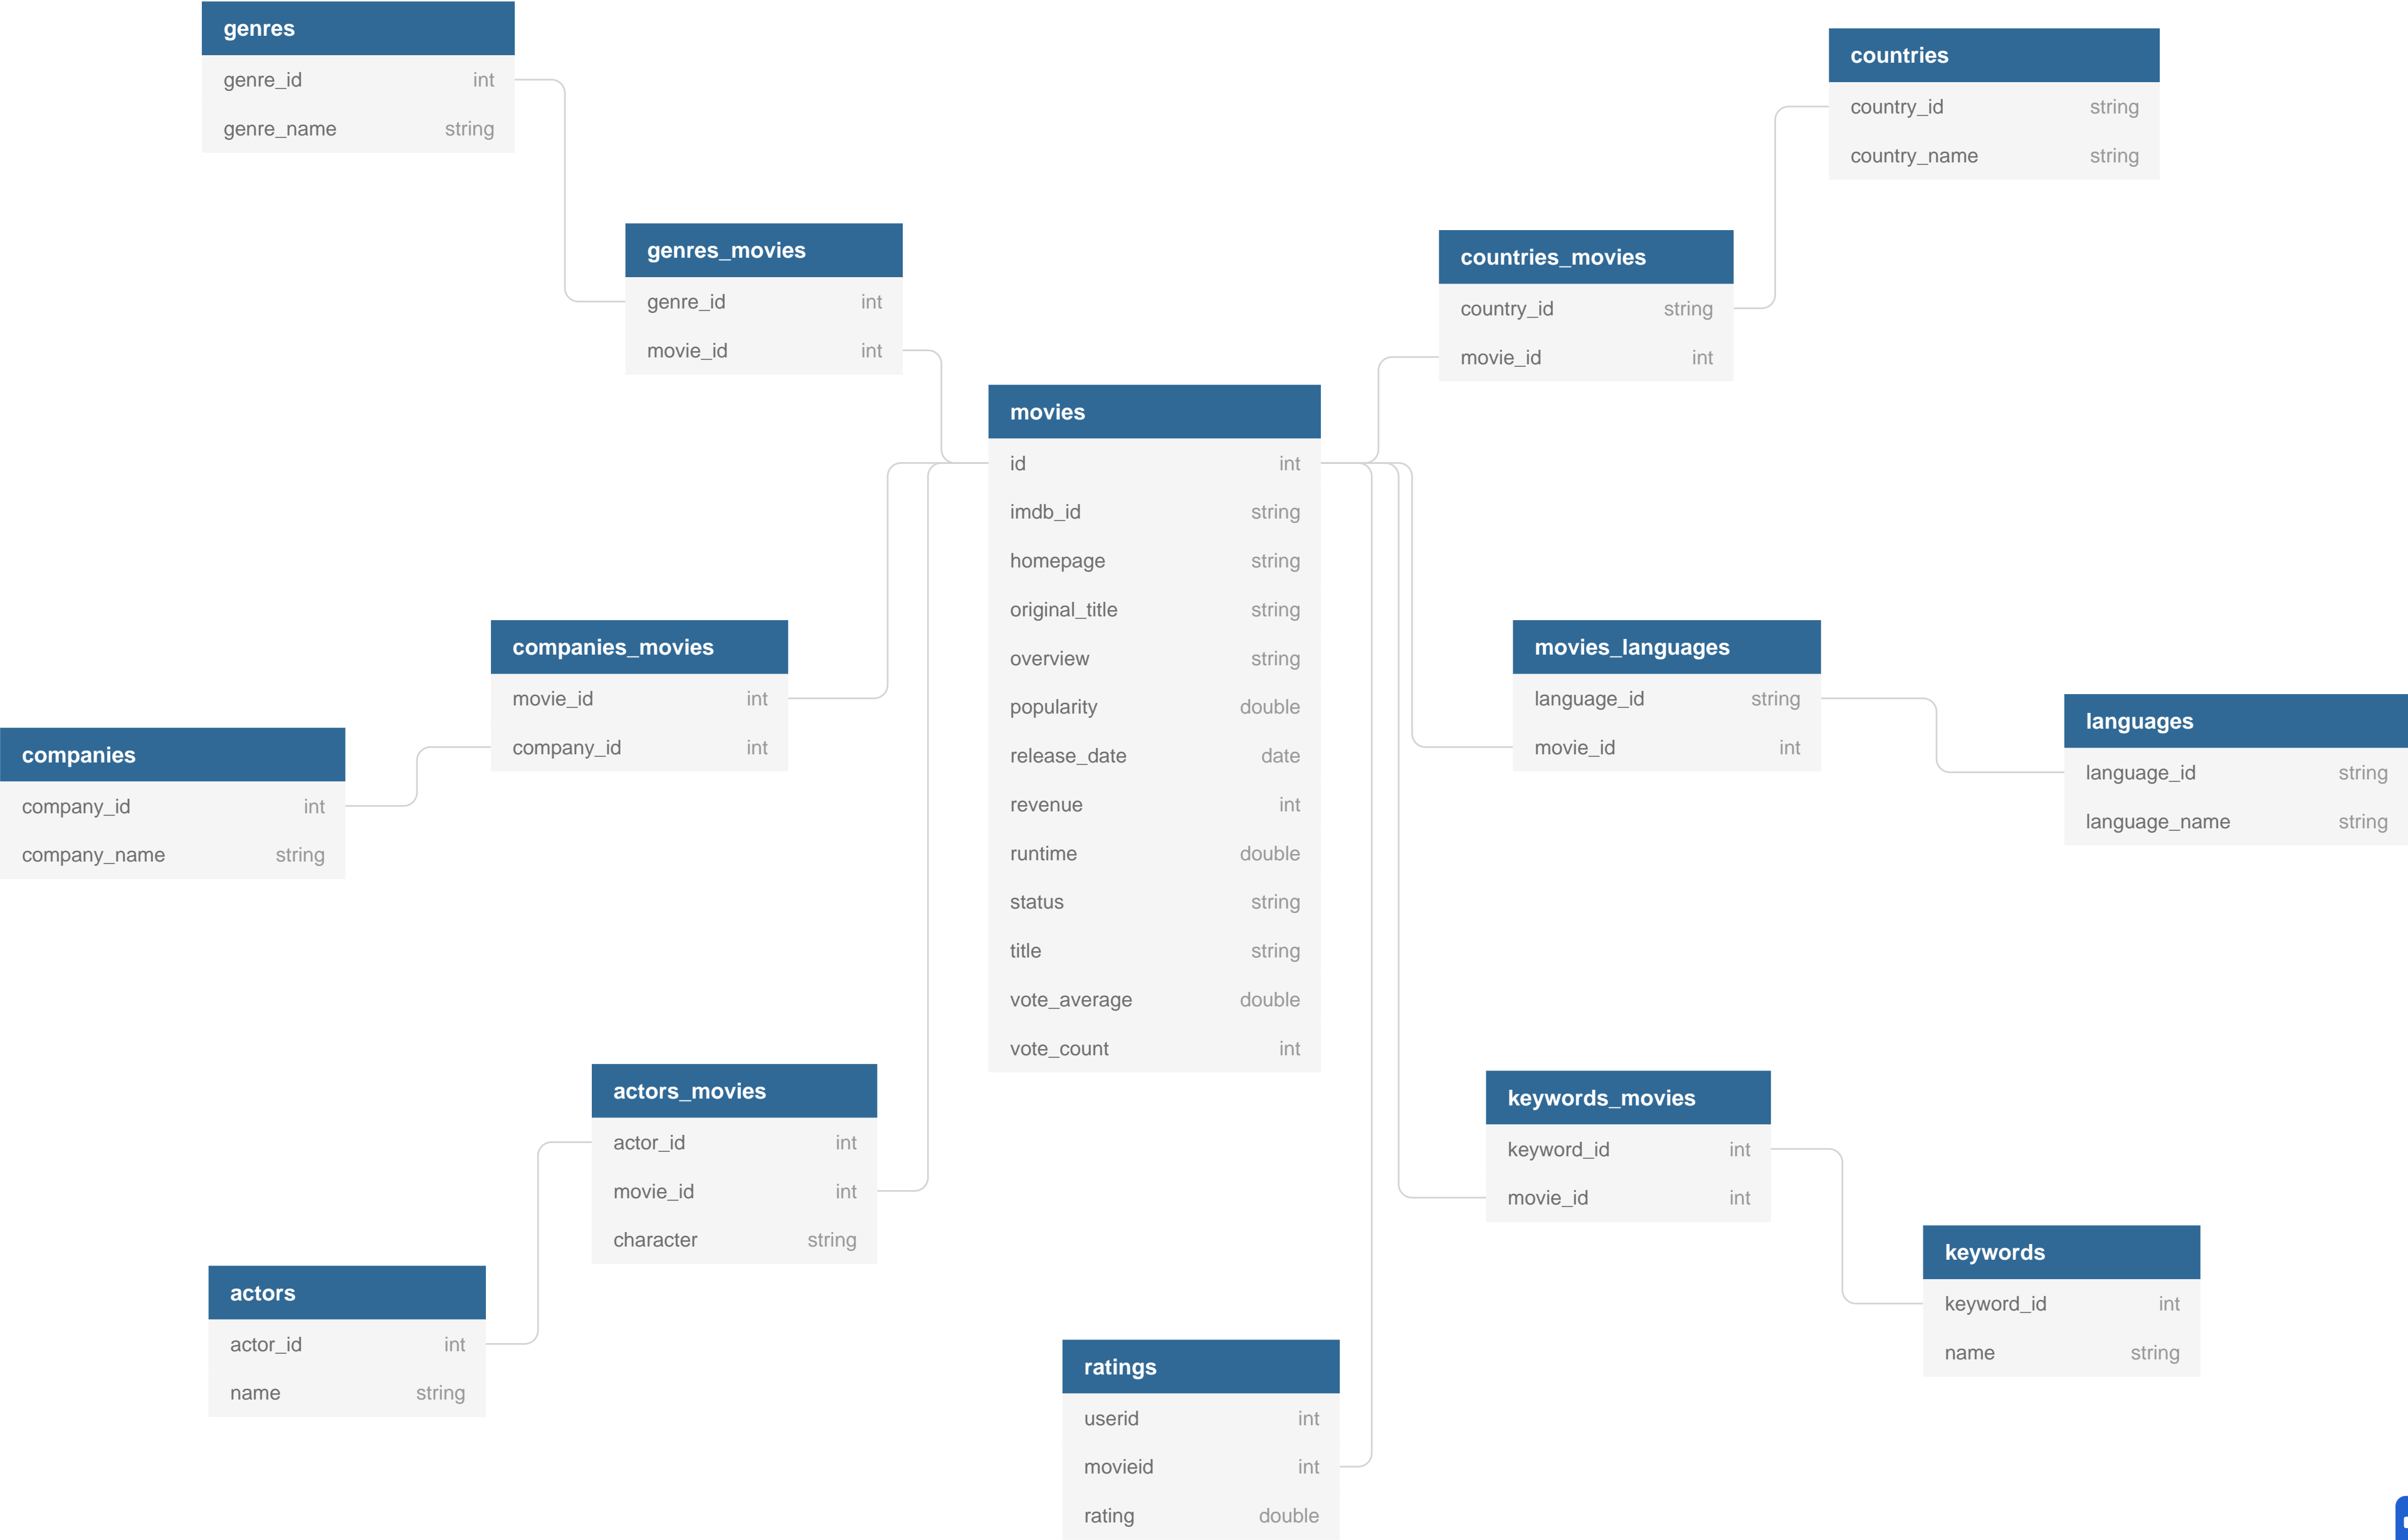 genres
genre_id int
genre_name string
countries
country_id string
country_name string
genres_movies
genre_id int
movie_id int
countries_movies
country_id string
movie_id int
movies
id int
imdb_id string
homepage string
original_title string
overview string
popularity double
release_date date
revenue int
runtime double
status string
title string
vote_average double
vote_count int
companies_movies
movie_id int
company_id int
movies_languages
language_id string
movie_id int
languages
language_id string
language_name string
companies
company_id int
company_name string
actors_movies
actor_id int
movie_id int
character string
keywords_movies
keyword_id int
movie_id int
keywords
keyword_id int
name string
actors
actor_id int
name string
ratings
userid int
movieid int
rating double